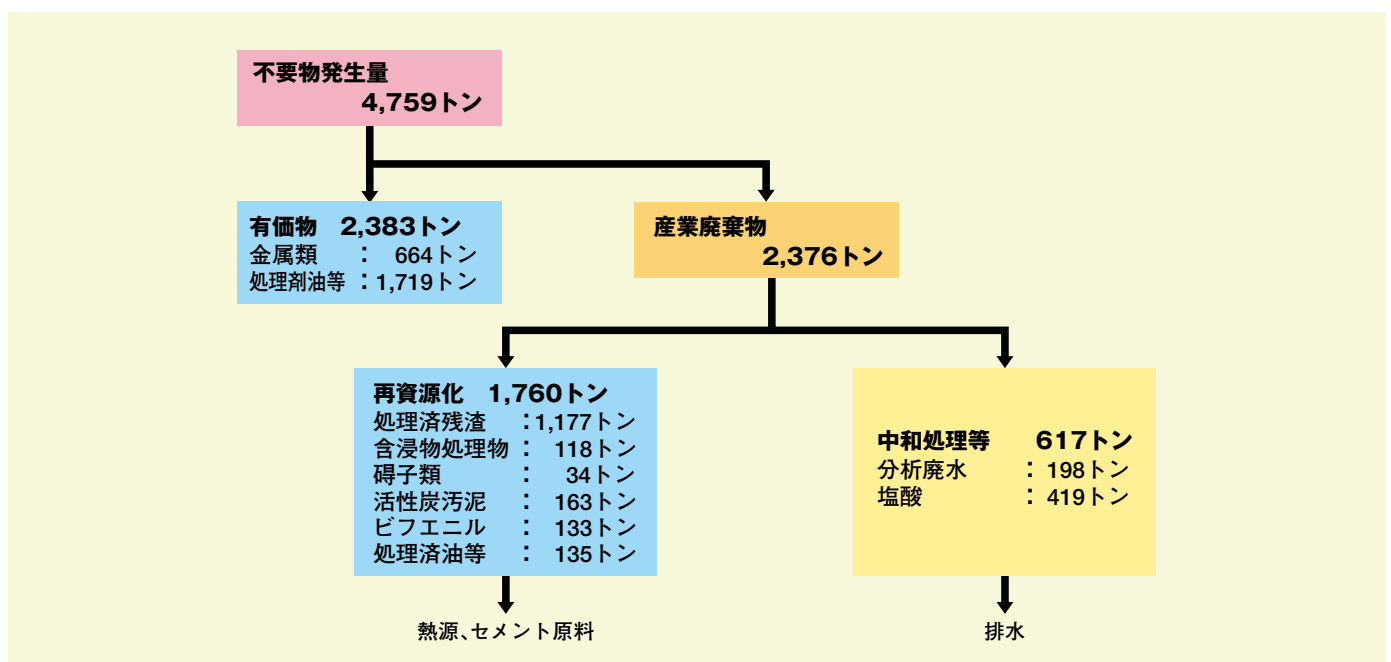 不要物発生量
4,759トン
有価物 2,383トン
金属類 : 664トン
処理剤油等 :1,719トン
産業廃棄物
2,376トン
再資源化 1,760トン
処理済残渣 :1,177トン
含浸物処理物 : 118トン
碍子類 : 34トン
活性炭汚泥 : 163トン
ビフエニル : 133トン
処理済油等 : 135トン
中和処理等 617トン
分析廃水 : 198トン
塩酸 : 419トン
熱源、セメント原料
排水